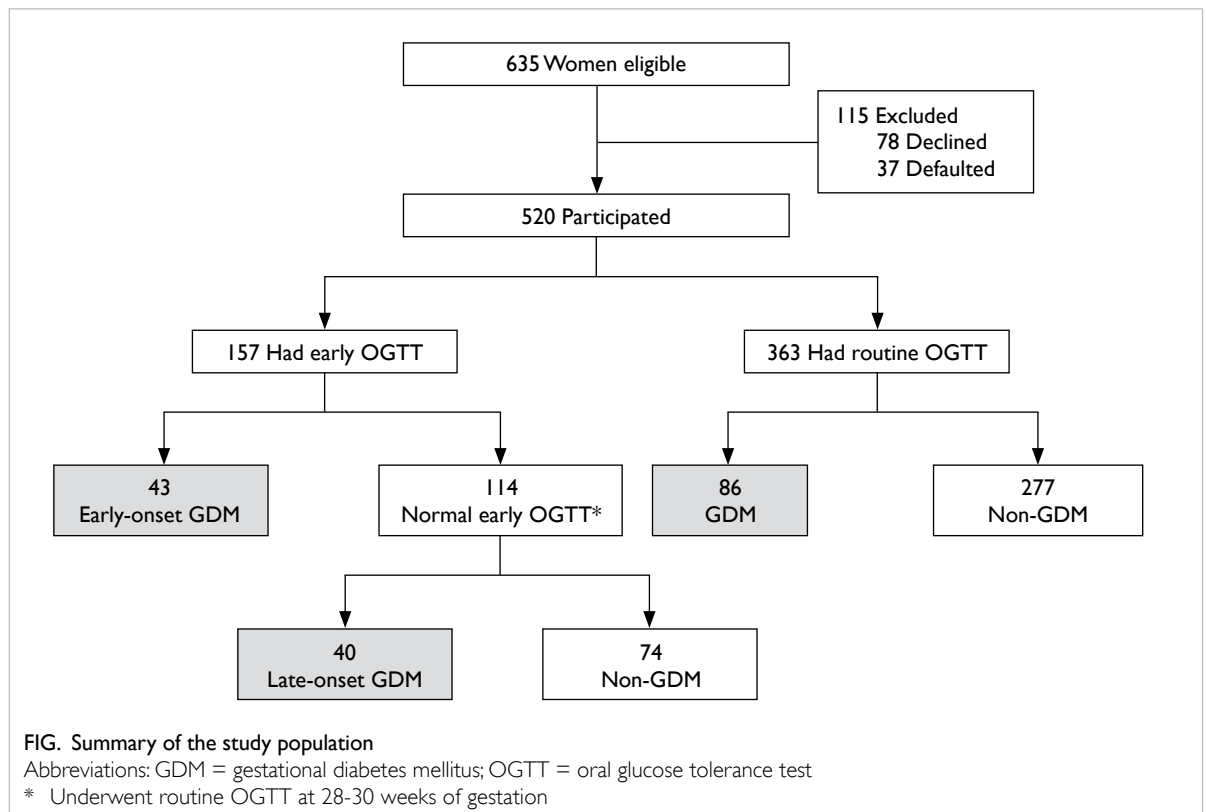 635 Women eligible
115 Excluded
78 Declined
37 Defaulted
520 Participated
157 Had early OGTT
363 Had routine OGTT
43
Early-onset GDM
114
Normal early OGTT*
86
GDM
277
Non-GDM
40
Late-onset GDM
74
Non-GDM
FIG. Summary of the study population
Abbreviations: GDM = gestational diabetes mellitus; OGTT = oral glucose tolerance test
* Underwent routine OGTT at 28-30 weeks of gestation